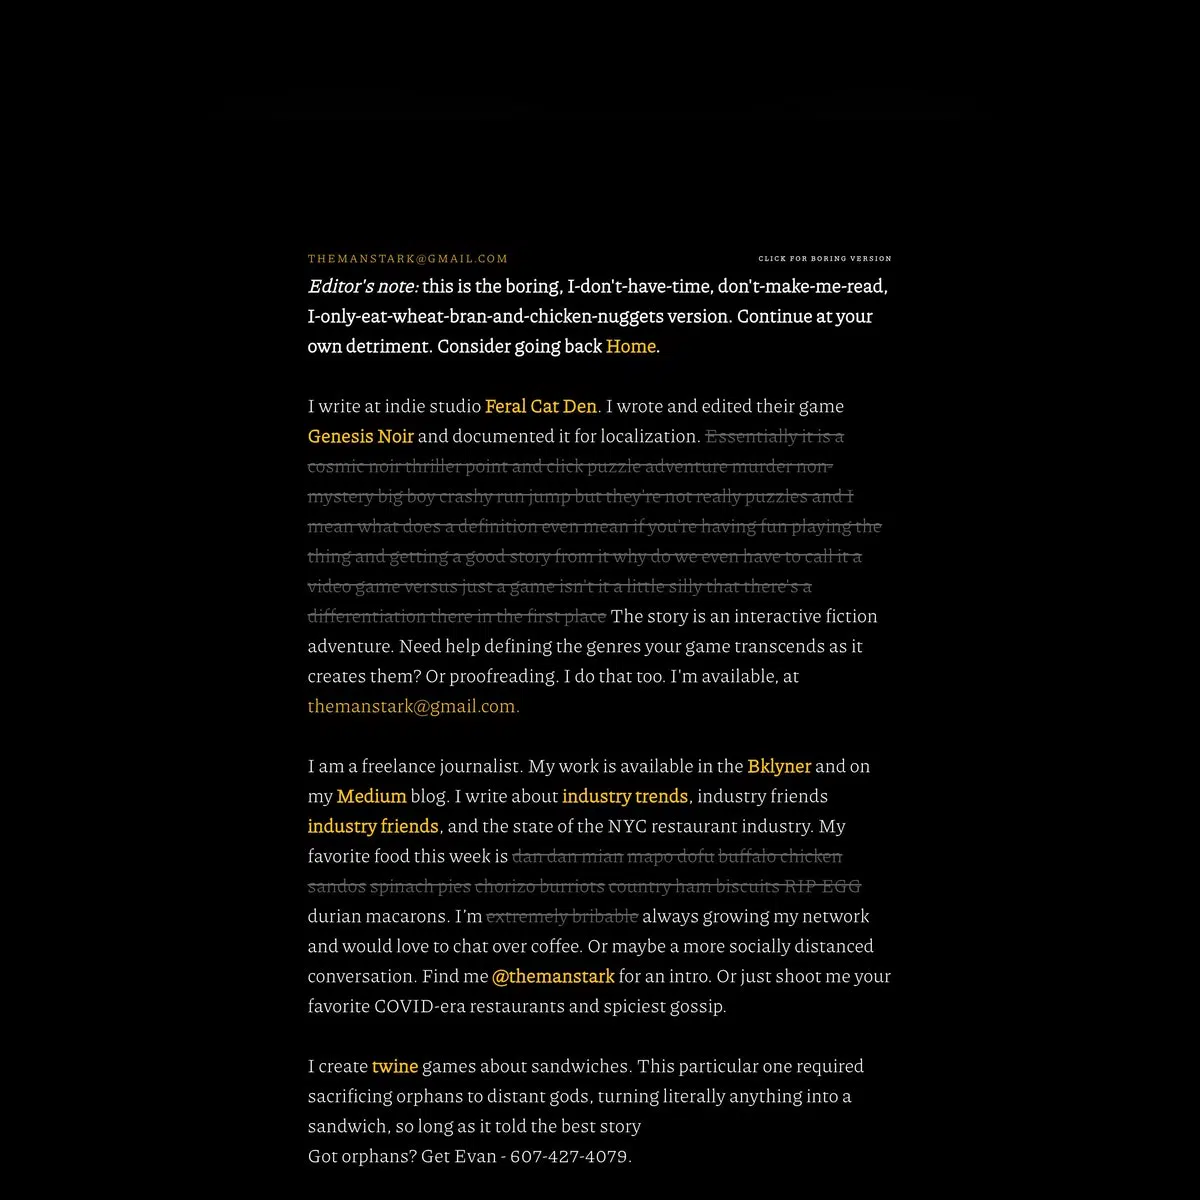 THEMANSTARK@GMAIL.COM
CLICK FOR BORING VERSION
Editor's note: this is the boring, I-don't-have-time, don't-make-me-read,
I-only-eat-wheat-bran-and-chicken-nuggets version. Continue at your
own detriment. Consider going back Home.
I write at indie studio Feral Cat Den. I wrote and edited their game
Genesis Noir and documented it for localization. Essentially it is a
cosmic noir thriller point and click puzzle adventure murder non-
mystery big boy crashy run jump but they're not really puzzles and I
mean what does a definition even mean if you're having fun playing the
thing and getting a good story from it why do we even have to call it a
video game versus just a game isn't it a little silly that there's a
differentiation there in the first place The story is an interactive fiction
adventure. Need help defining the genres your game transcends as it
creates them? Or proofreading. I do that too. I'm available, at
themanstark@gmail.com.
I am a freelance journalist. My work is available in the Bklyner and on
my Medium blog. I write about industry trends, industry friends
industry friends, and the state of the NYC restaurant industry. My
favorite food this week is dan dan mian mapo dofu buffalo chicken
sandos spinach pies chorizo burriots country ham biscuits RIP EGG
durian macarons. I'm extremely bribable always growing my network
and would love to chat over coffee. Or maybe a more socially distanced
conversation. Find me @themanstark for an intro. Or just shoot me your
favorite COVID-era restaurants and spiciest gossip.
I create twine games about sandwiches. This particular one required
sacrificing orphans to distant gods, turning literally anything into a
sandwich, so long as it told the best story
Got orphans? Get Evan - 607-427-4079.